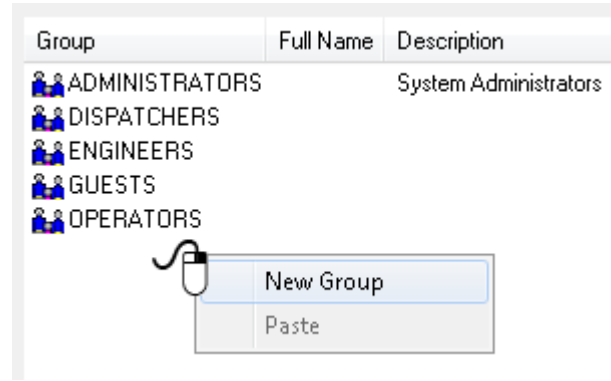 Group Full Name Description
ADMINISTRATORS System Administrators
DISPATCHERS
ENGINEERS
GUESTS
OPERATORS
New Group
Paste